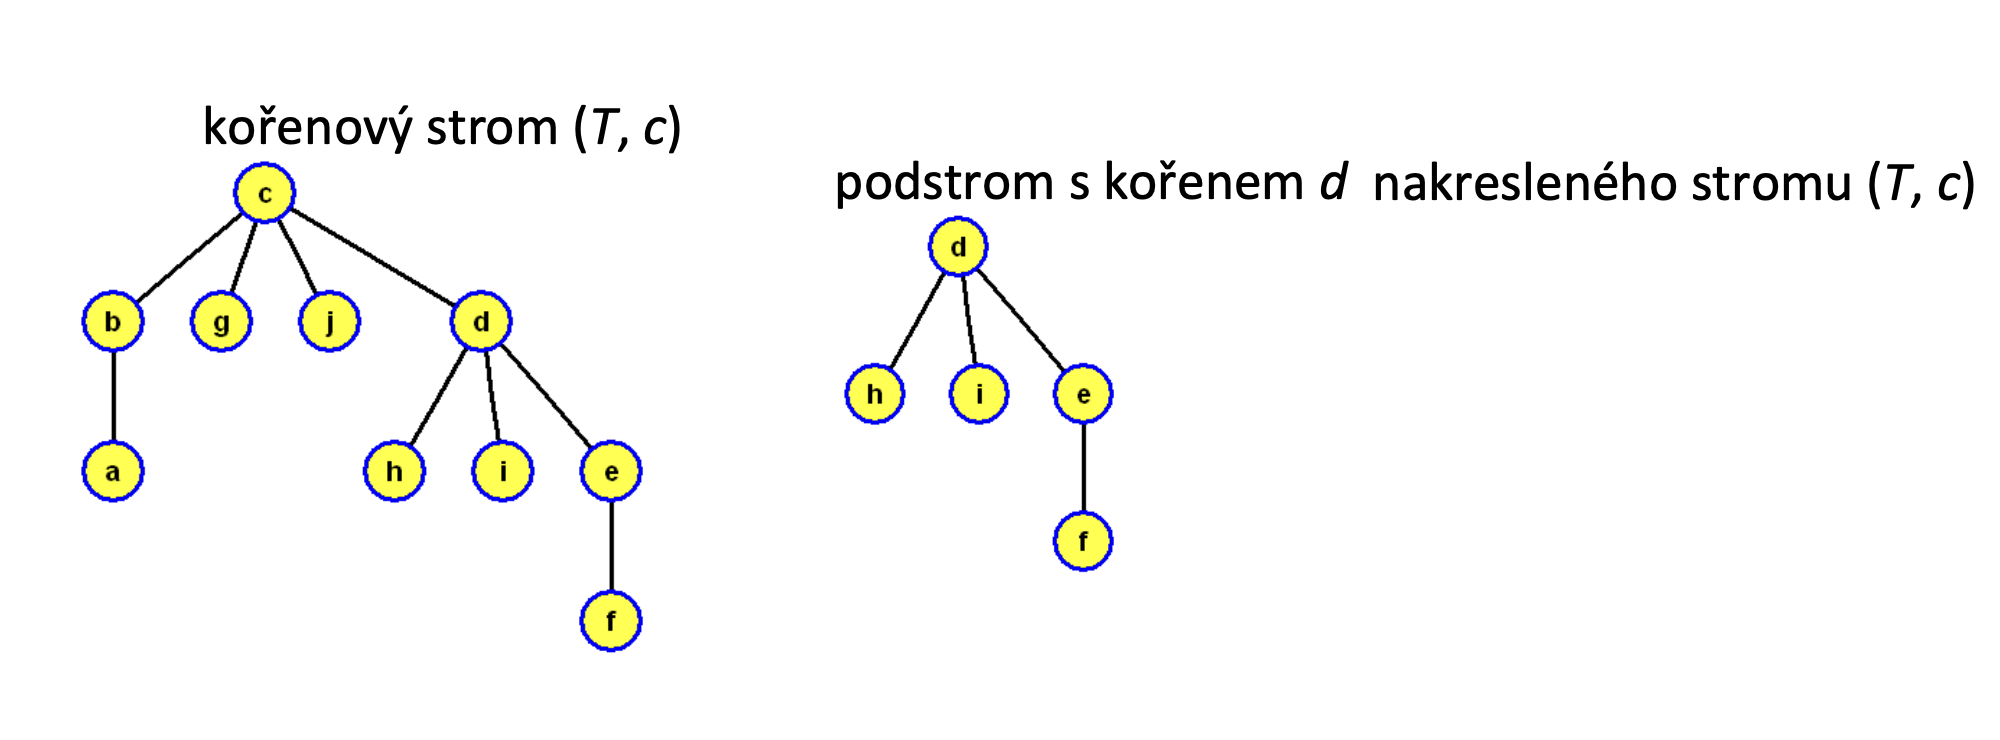 kořenový strom (T, c)
c
b g j d
a h i e
f
podstrom s kořenem d nakresleného stromu (T, c)
d
h i e
f